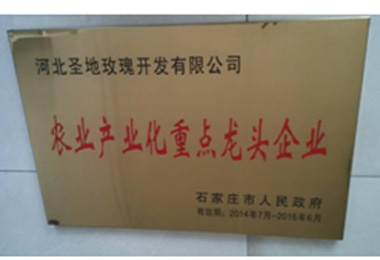 河北圣地玫瑰开发有限公司
农业产业化重点龙头企业
石家庄市人民政府
有效期：2014年7月-2016年6月